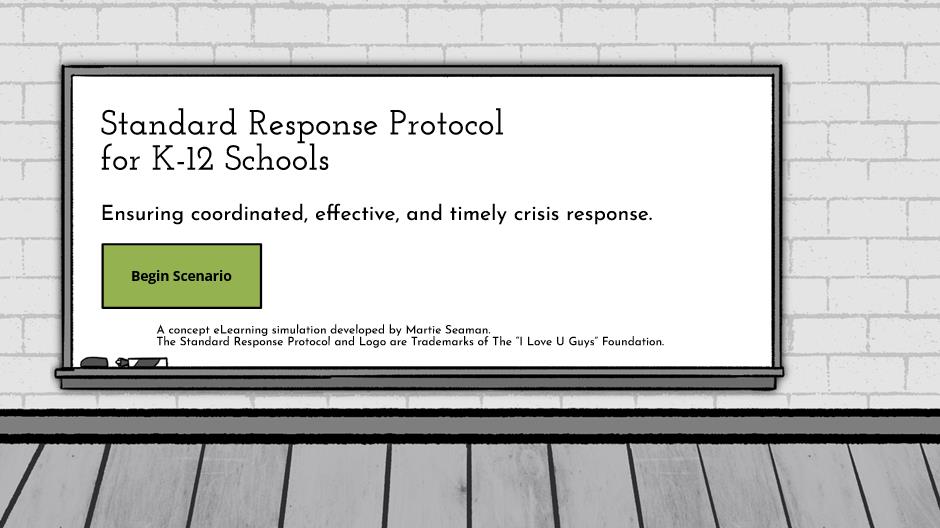 Standard Response Protocol
for K-12 Schools
Ensuring coordinated, effective, and timely crisis response.
Begin Scenario
A concept eLearning simulation developed by Martie Seaman.
The Standard Response Protocol and Logo are Trademarks of The "I Love U Guys" Foundation.